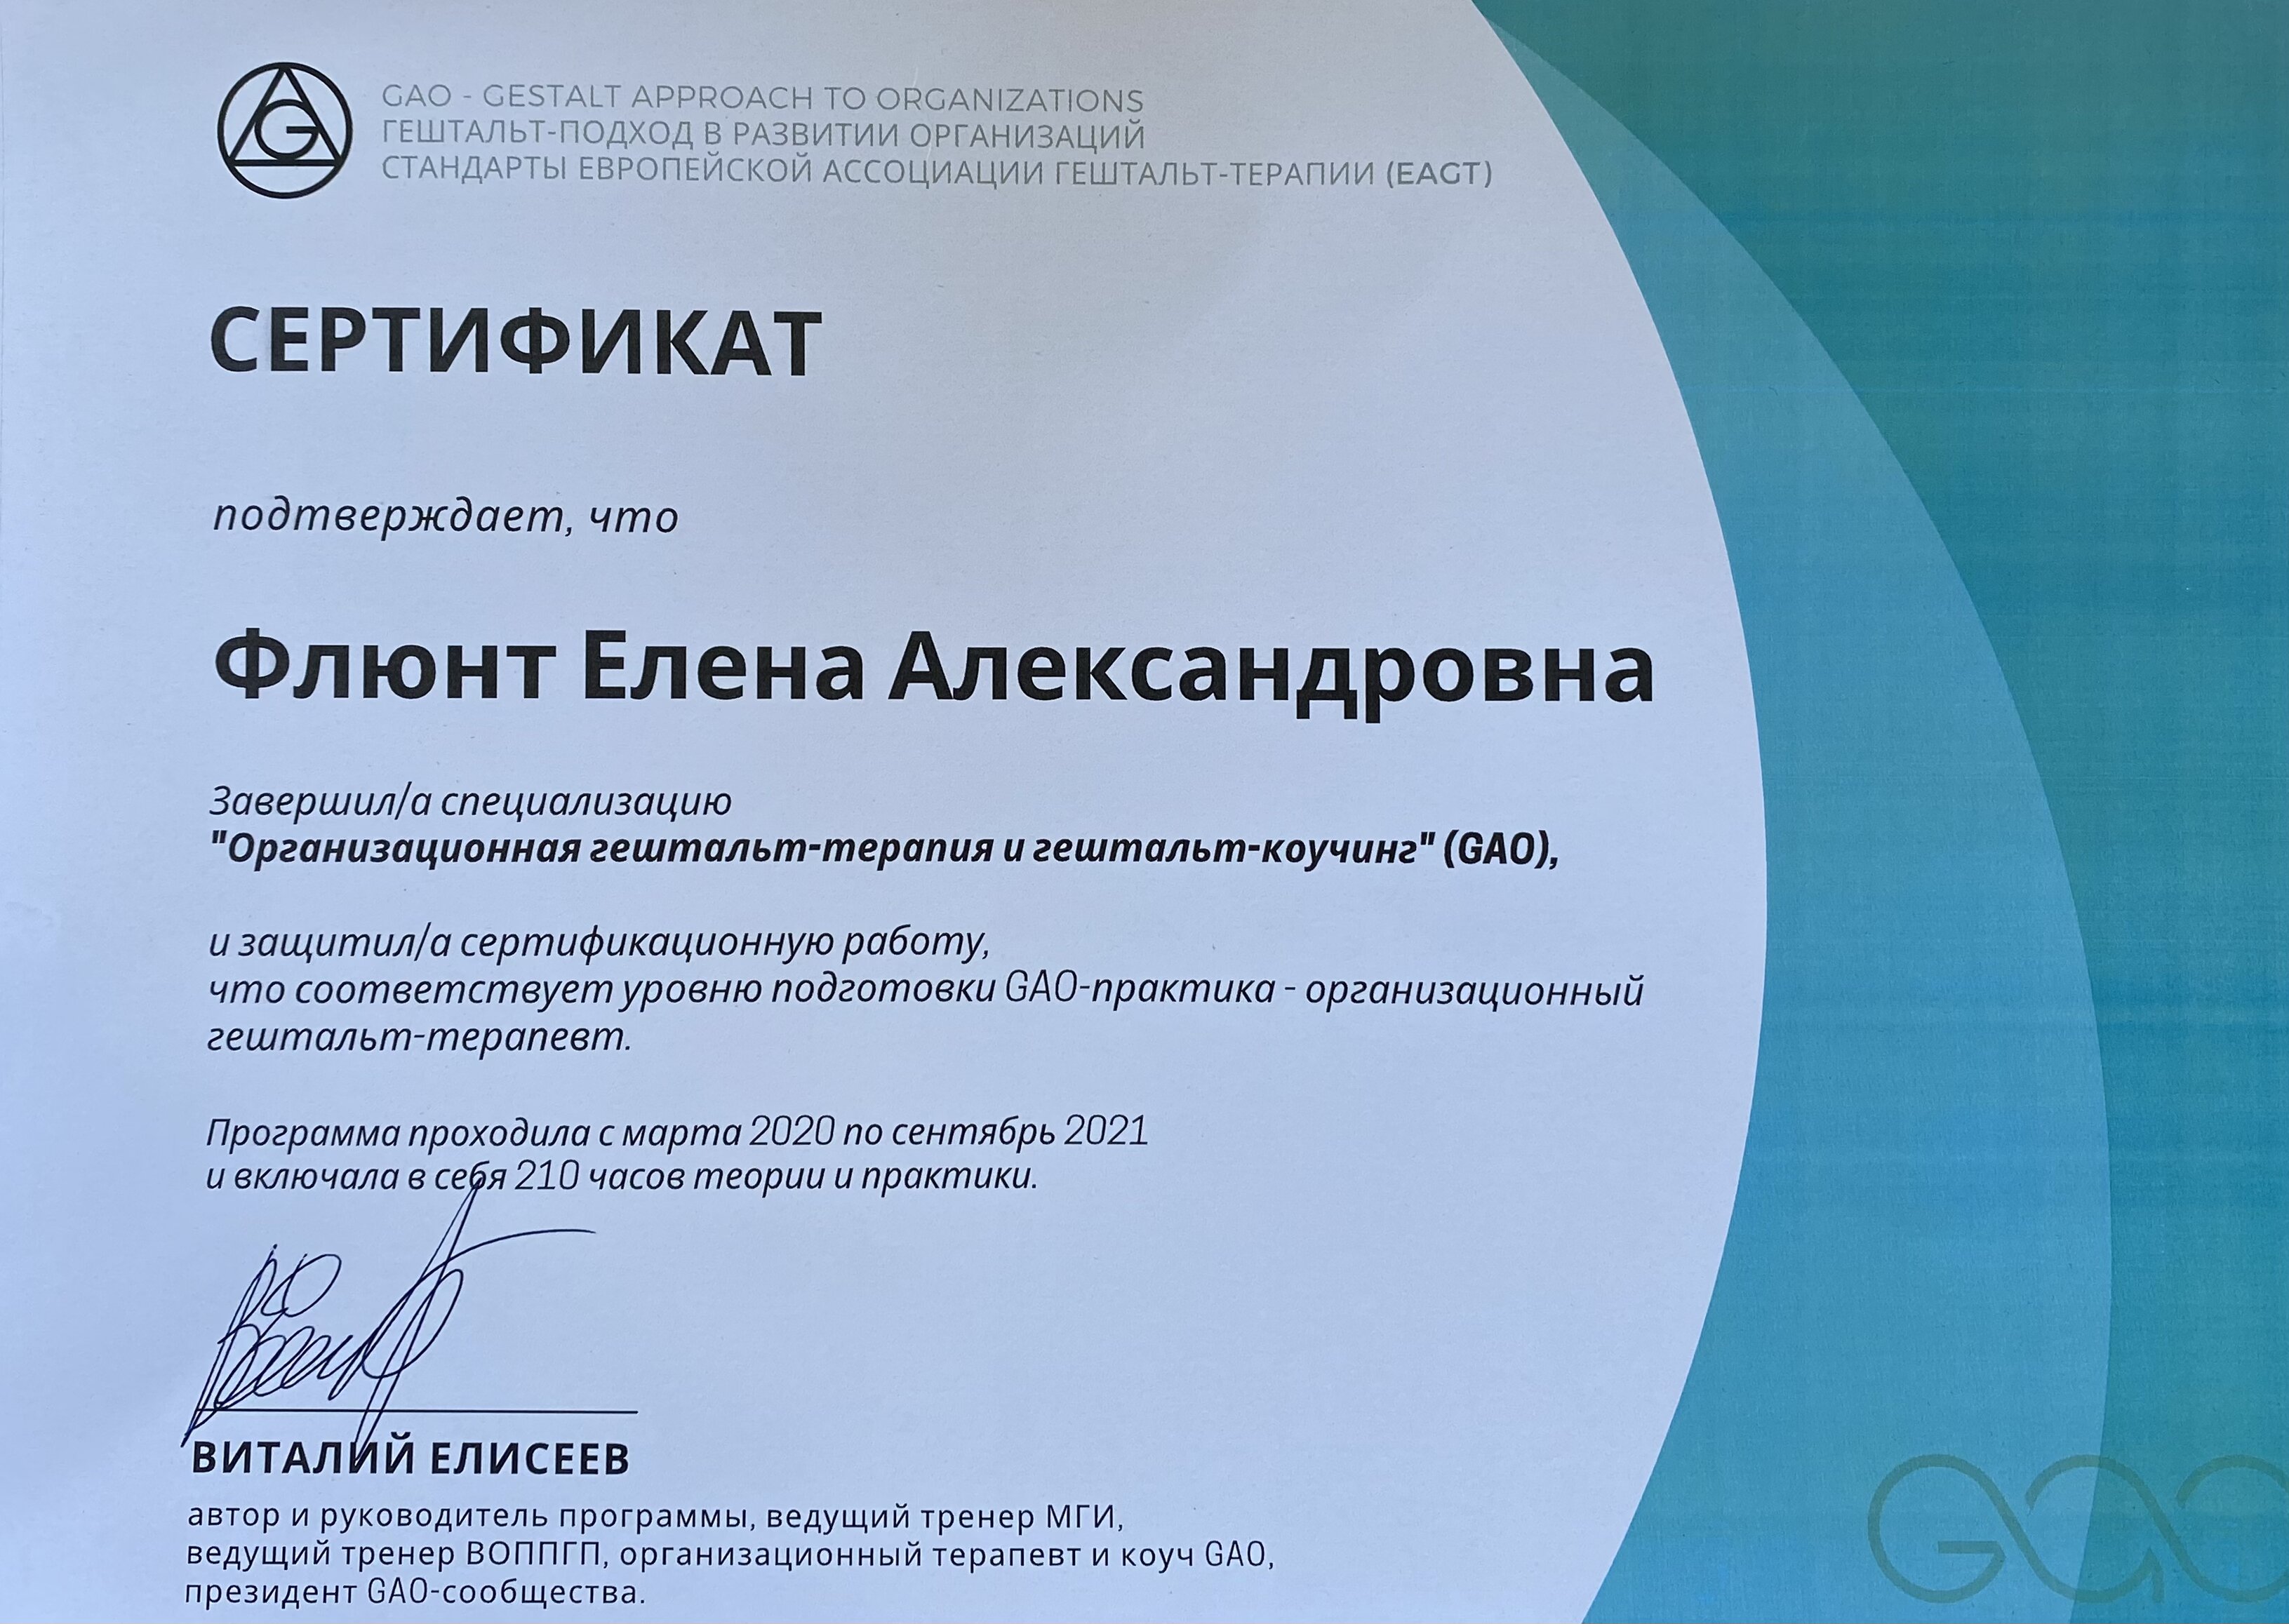 GAO - GESTALT APPROACH TO ORGANIZATIONS
ГЕШТАЛЬТ-ПОДХОД В РАЗВИТИИ ОРГАНИЗАЦИЙ
СТАНДАРТЫ ЕВРОПЕЙСКОЙ АССОЦИАЦИИ ГЕШТАЛЬТ-ТЕРАПИИ (EAGT)
СЕРТИФИКАТ
подтверждает, что
Флюнт Елена Александровна
Завершил/а специализацию
"Организационная гештальт-терапия и гештальт-коучинг" (GAO),
и защитил/а сертификационную работу,
что соответствует уровню подготовки GAO-практика - организационный
гештальт-терапевт.
Программа проходила с марта 2020 по сентябрь 2021
и включала в себя 210 часов теории и практики.
ВИТАЛИЙ ЕЛИСЕЕВ
автор и руководитель программы, ведущий тренер МГИ,
ведущий тренер ВОППГП, организационный терапевт и коуч GAO,
президент GAO-сообщества.
GAO